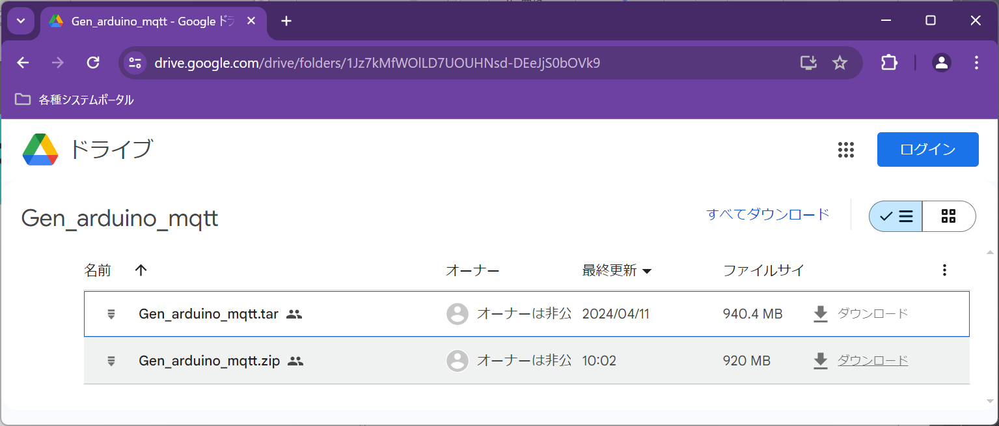 Gen_arduino_mqtt - Google ドラ
drive.google.com/drive/folders/1Jz7kMfWOlLD7UOUHNsd-DEeJjS0bOVk9
各種システムポータル
ドライブ
ログイン
Gen_arduino_mqtt
すべてダウンロード
名前 オーナー 最終更新 ファイルサイ
Gen_arduino_mqtt.tar オーナーは非公 2024/04/11 940.4 MB ダウンロード
Gen_arduino_mqtt.zip オーナーは非公 10:02 920 MB ダウンロード